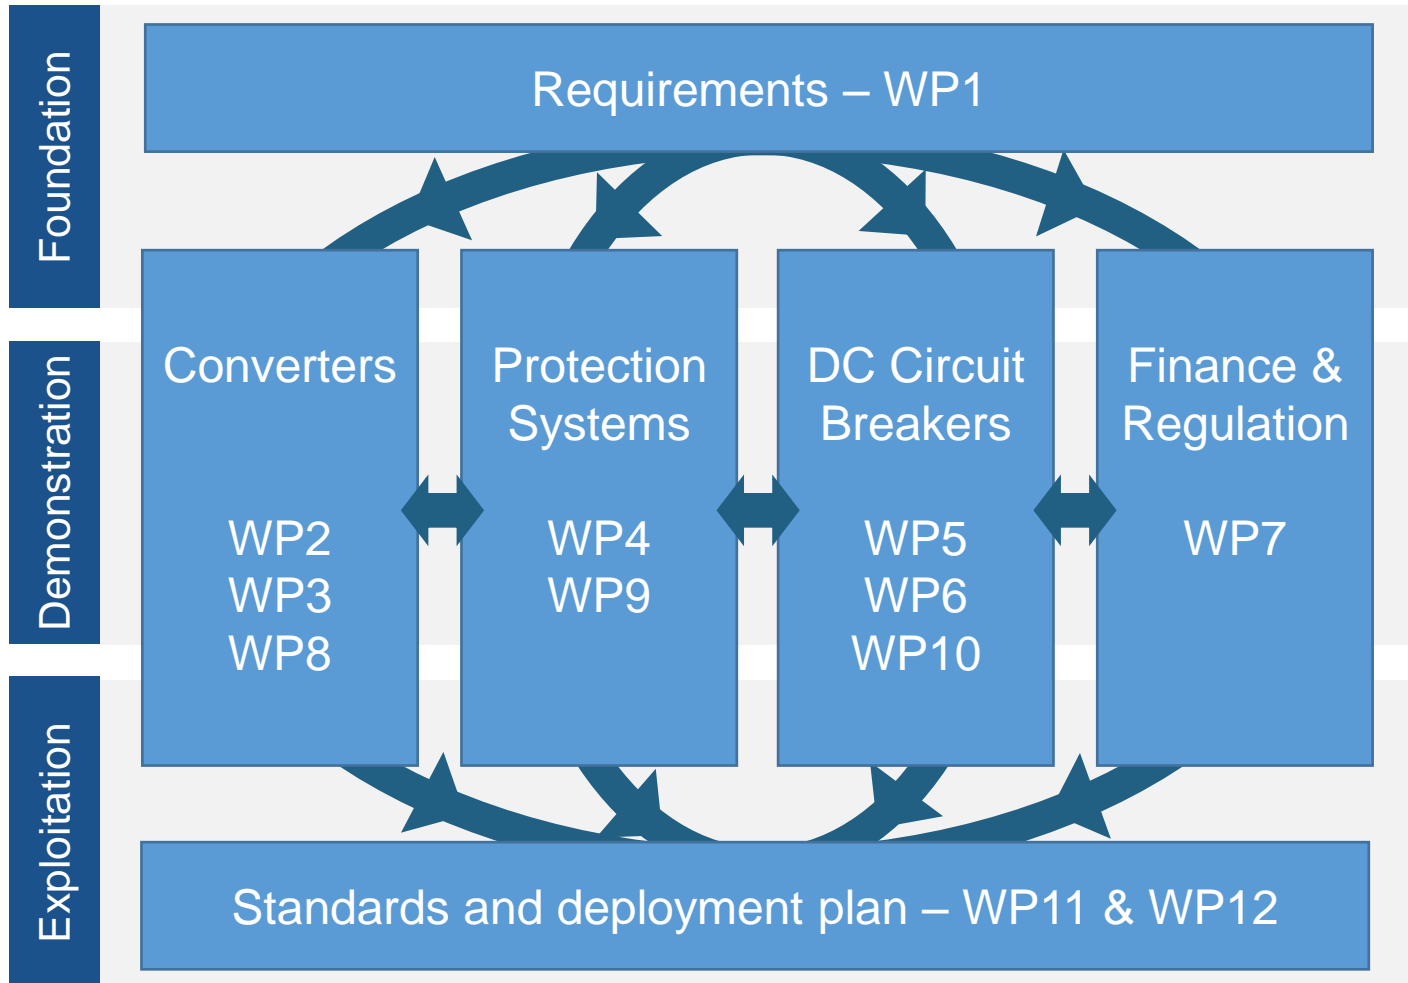 Foundation
Requirements – WP1
Demonstration
Converters
WP2
WP3
WP8
Protection
Systems
WP4
WP9
DC Circuit
Breakers
WP5
WP6
WP10
Finance &
Regulation
WP7
Exploitation
Standards and deployment plan – WP11 & WP12